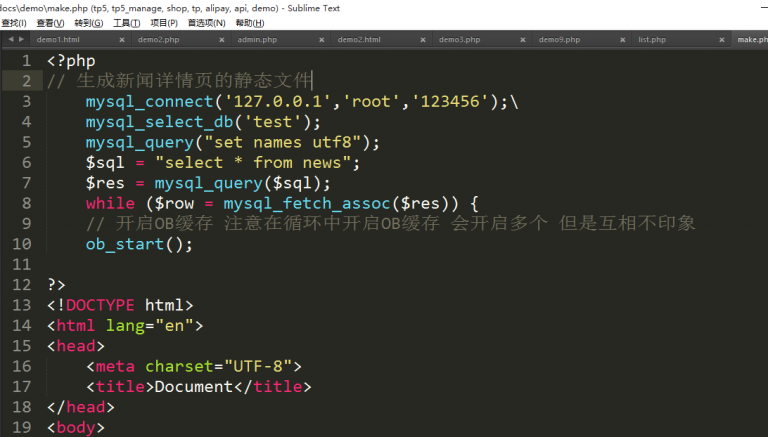 docs\demo\make.php (tp5, tp5_manage, shop, tp, alipay, api, demo) - Sublime Text
查找(I) 查看(V) 转到(G) 工具(T) 项目(P) 首选项(N) 帮助(H)
demo1.html demo2.php admin.php demo2.html demo3.php demo9.php list.php make.ph
1 <?php
2 // 生成新闻详情页的静态文件
3 mysql_connect('127.0.0.1','root','123456');\
4 mysql_select_db('test');
5 mysql_query("set names utf8");
6 $sql = "select * from news";
7 $res = mysql_query($sql);
8 while ($row = mysql_fetch_assoc($res)) {
9 // 开启OB缓存 注意在循环中开启OB缓存 会开启多个 但是互相不印象
10 ob_start();
11
12 ?>
13 <!DOCTYPE html>
14 <html lang="en">
15 <head>
16 <meta charset="UTF-8">
17 <title>Document</title>
18 </head>
19 <body>